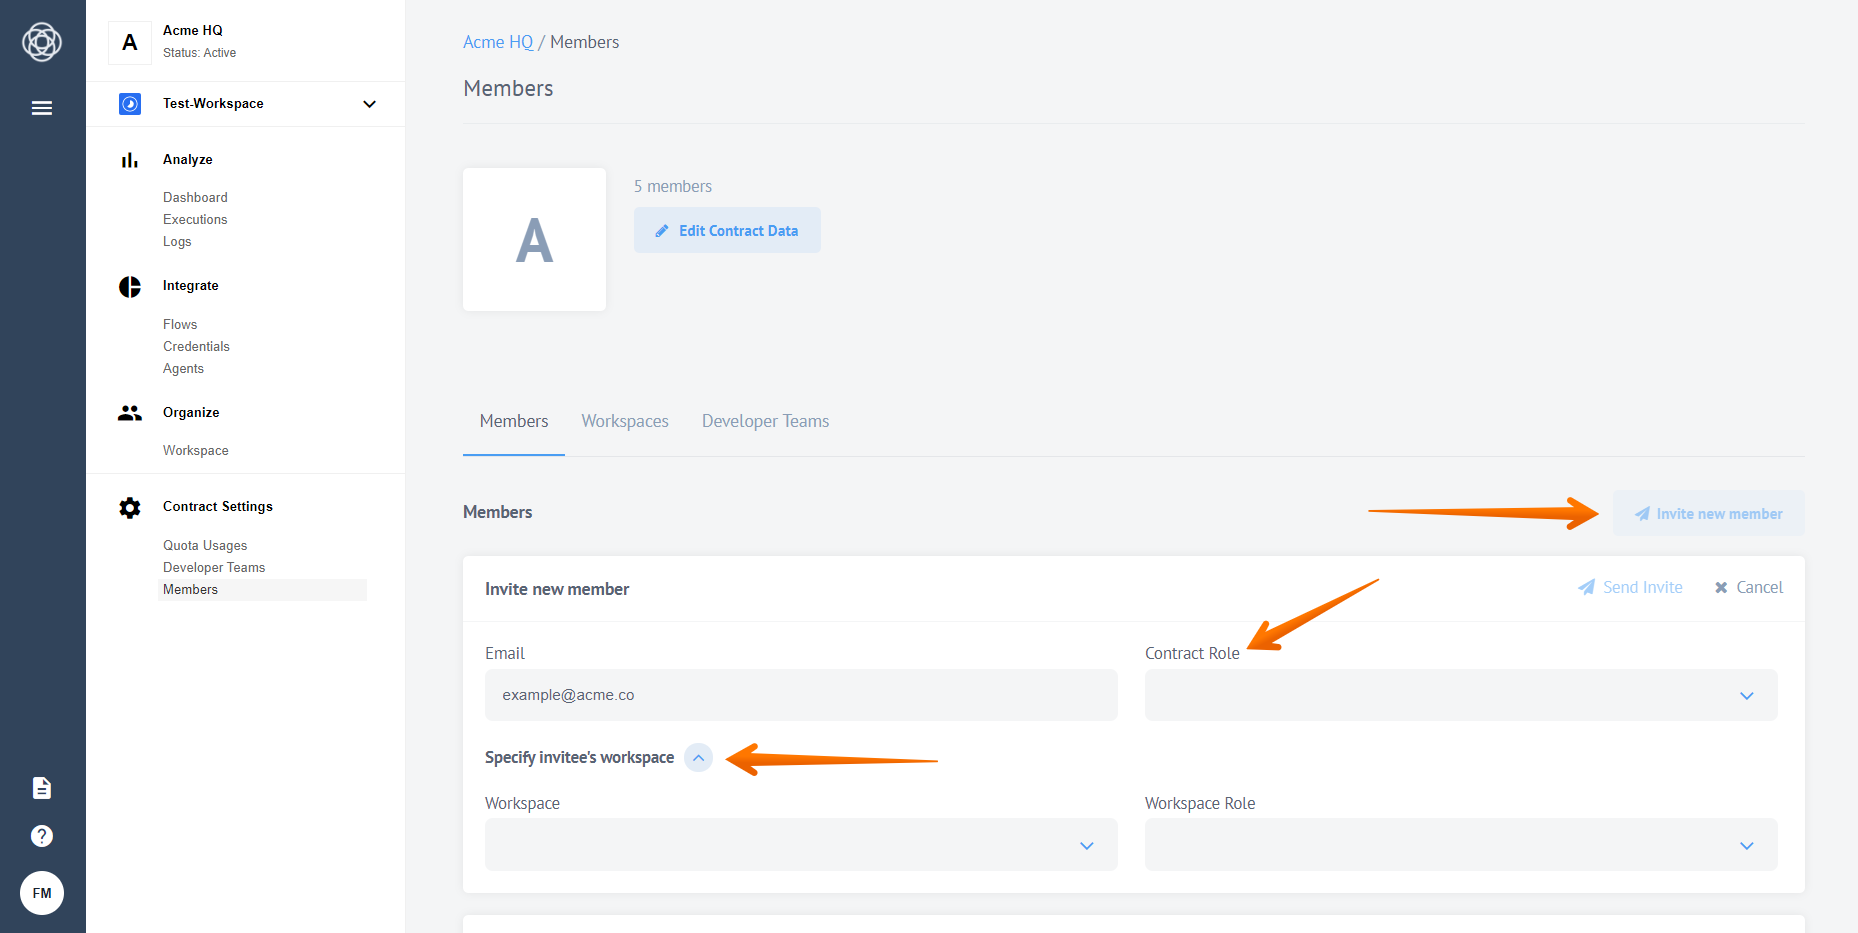 A
Acme HQ
Status: Active
Test-Workspace
Analyze
Dashboard
Executions
Logs
Integrate
Flows
Credentials
Agents
Organize
Workspace
Contract Settings
Quota Usages
Developer Teams
Members
?
FM
Acme HQ / Members
Members
A
5 members
Edit Contract Data
Members Workspaces Developer Teams
Members
Invite new member
Invite new member
Send Invite
Cancel
Email
Contract Role
example@acme.co
Specify invitee's workspace
Workspace
Workspace Role